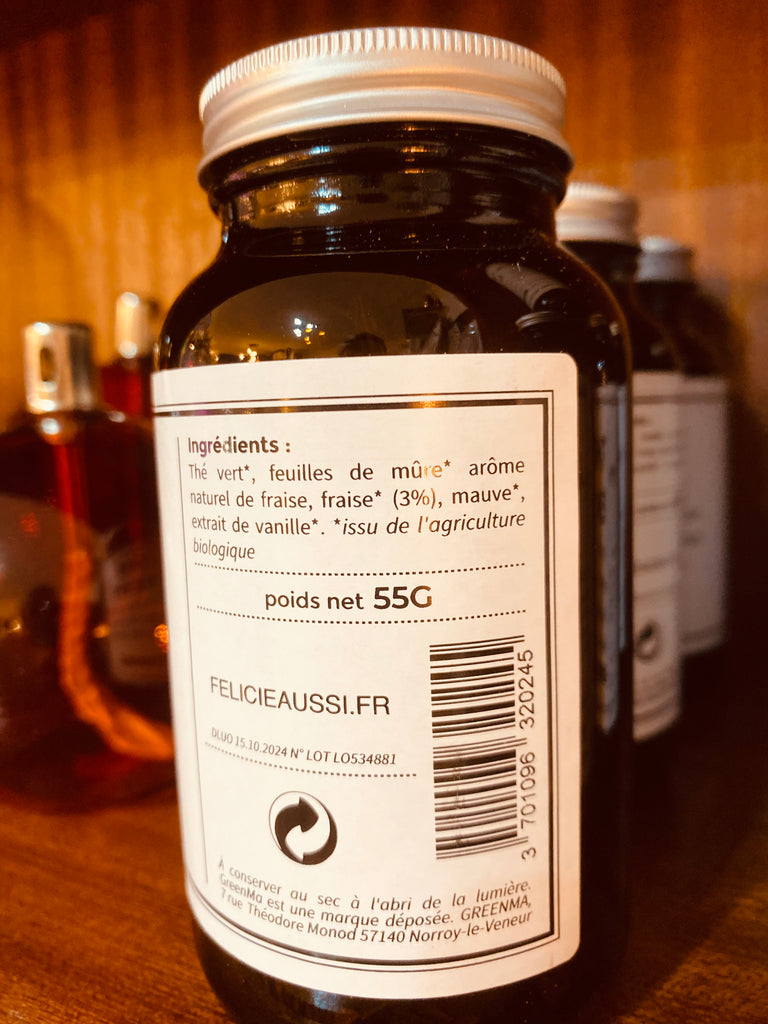 Ingrédients :
Thé vert*, feuilles de mûre* arôme
naturel de fraise, fraise* (3%), mauve*,
extrait de vanille*. *issu de l'agriculture
biologique
poids net 55G
FELICIEAUSSI.FR
DLUO 15.10.2024 N° LOT LO534881
3 701096 320245
À conserver au sec à l'abri de la lumière.
GreenMa est une marque déposée. GREENMA,
7 rue Théodore Monod 57140 Norroy-le-Veneur